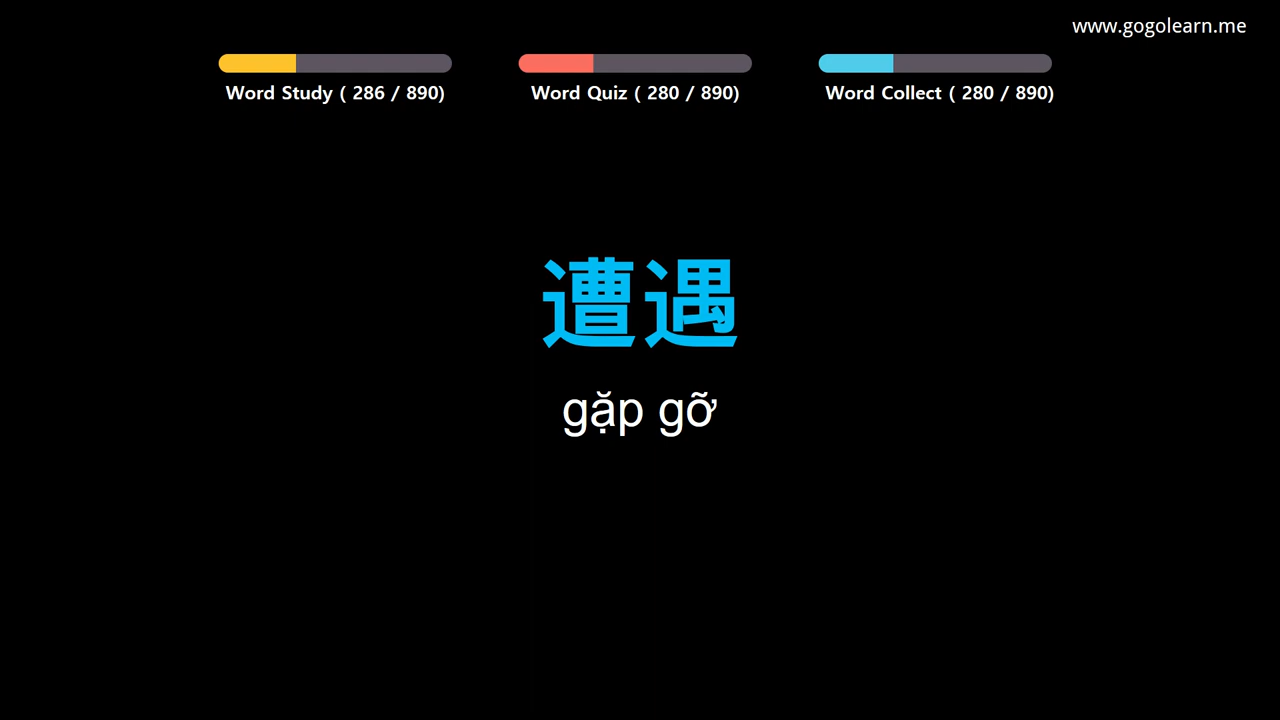 www.gogolearn.me
Word Study ( 286 / 890)
Word Quiz ( 280 / 890)
Word Collect ( 280 / 890)
遭遇
gặp gỡ